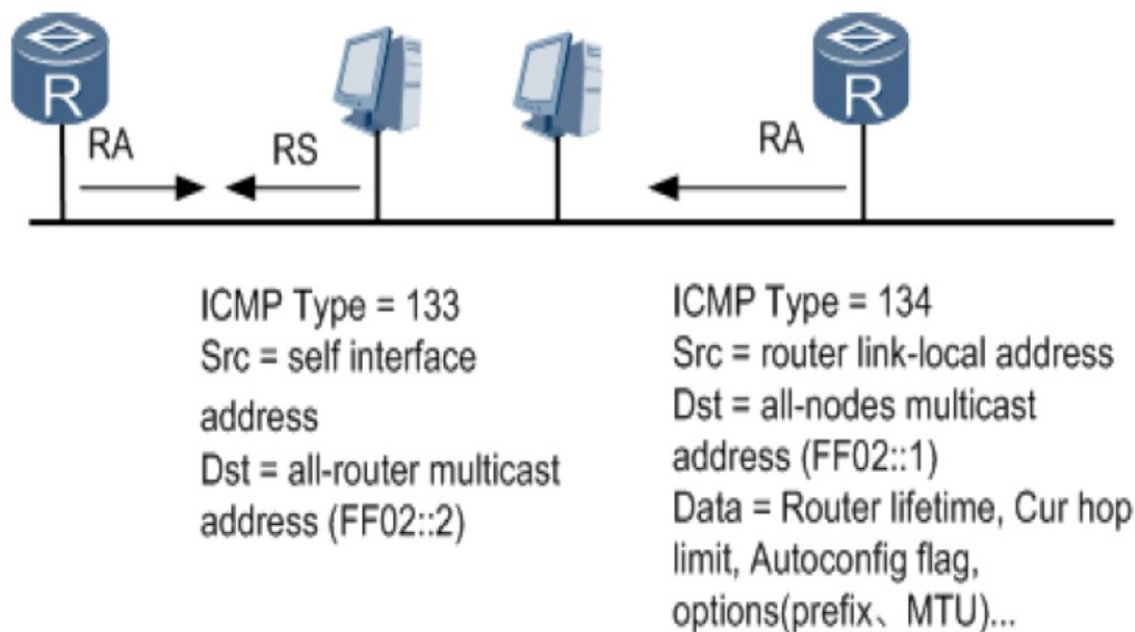 R
R
RA
RS
RA
ICMP Type = 133
Src = self interface
address
Dst = all-router multicast
address (FF02::2)
ICMP Type = 134
Src = router link-local address
Dst = all-nodes multicast
address (FF02::1)
Data = Router lifetime, Cur hop
limit, Autoconfig flag,
options(prefix、MTU)...